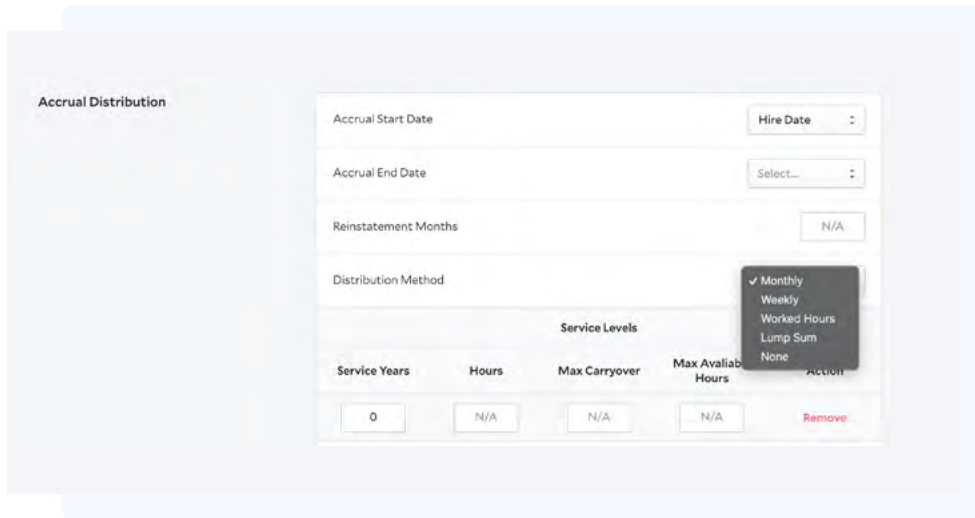 Accrual Distribution
Accrual Start Date
Hire Date
Accrual End Date
Select...
Reinstatement Months
N/A
Distribution Method
✓ Monthly
Weekly
Worked Hours
Lump Sum
None
Service Levels
Service Years
Hours
Max Carryover
Max Avaliab
Hours
Action
0
N/A
N/A
N/A
Remove